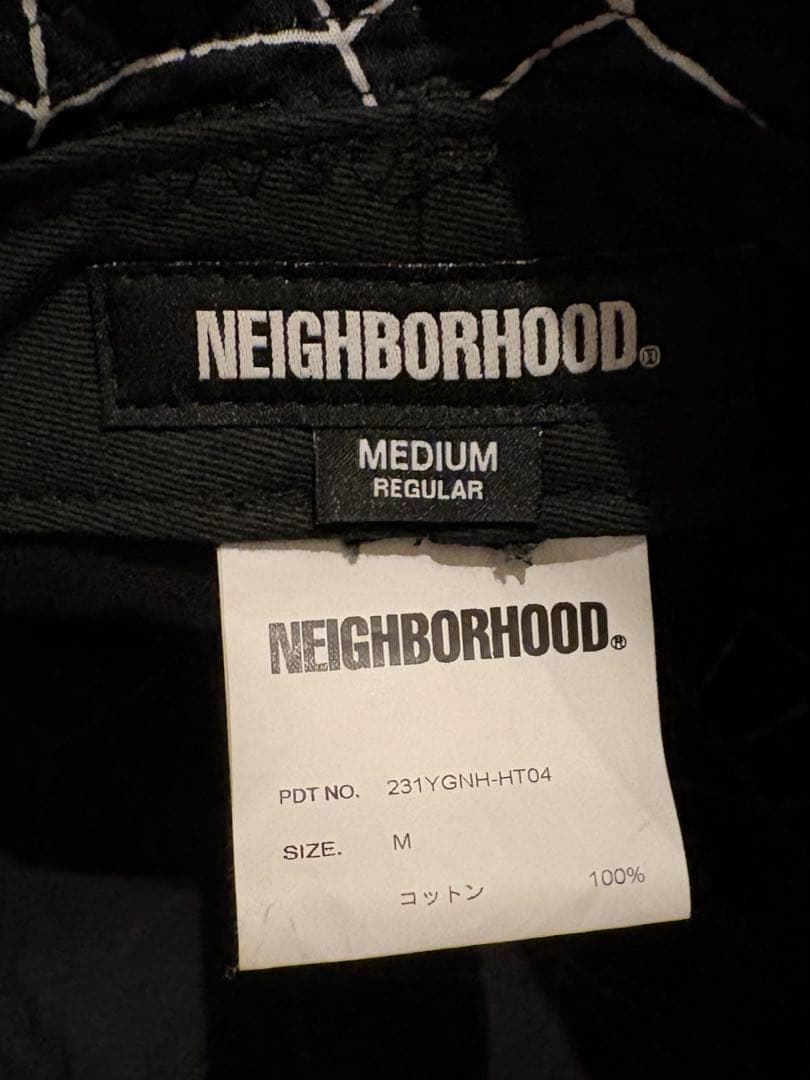 NEIGHBORHOOD®
MEDIUM
REGULAR
NEIGHBORHOOD®
PDT NO. 231YGNH-HT04
SIZE. M
コットン 100%